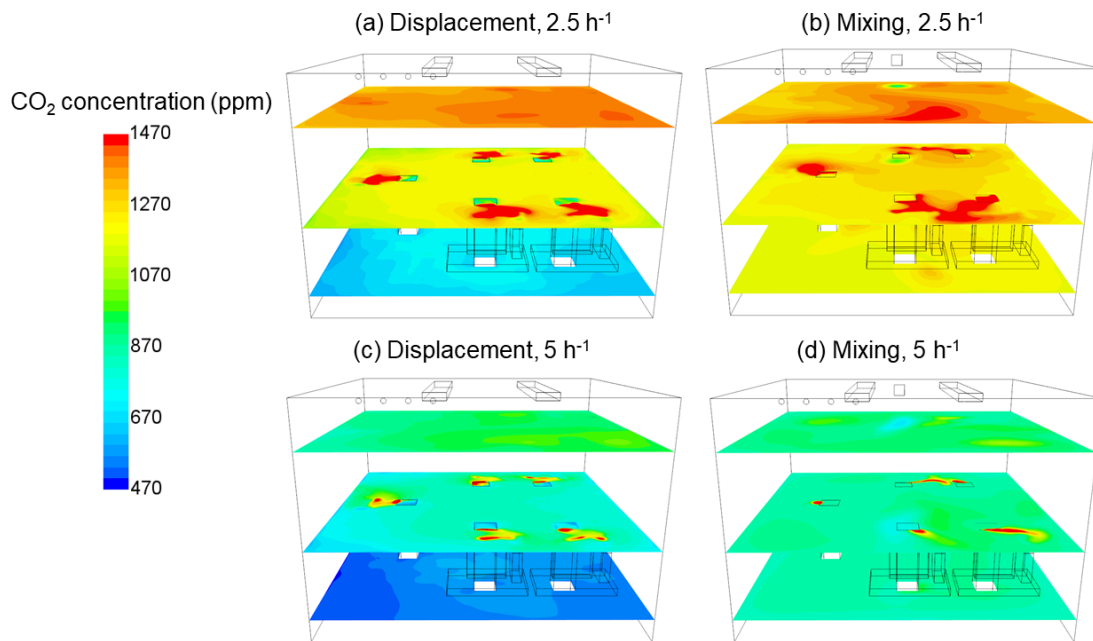 (a) Displacement, 2.5 h⁻¹
(b) Mixing, 2.5 h⁻¹
CO₂ concentration (ppm)
1470
1270
1070
870
670
470
(c) Displacement, 5 h⁻¹
(d) Mixing, 5 h⁻¹